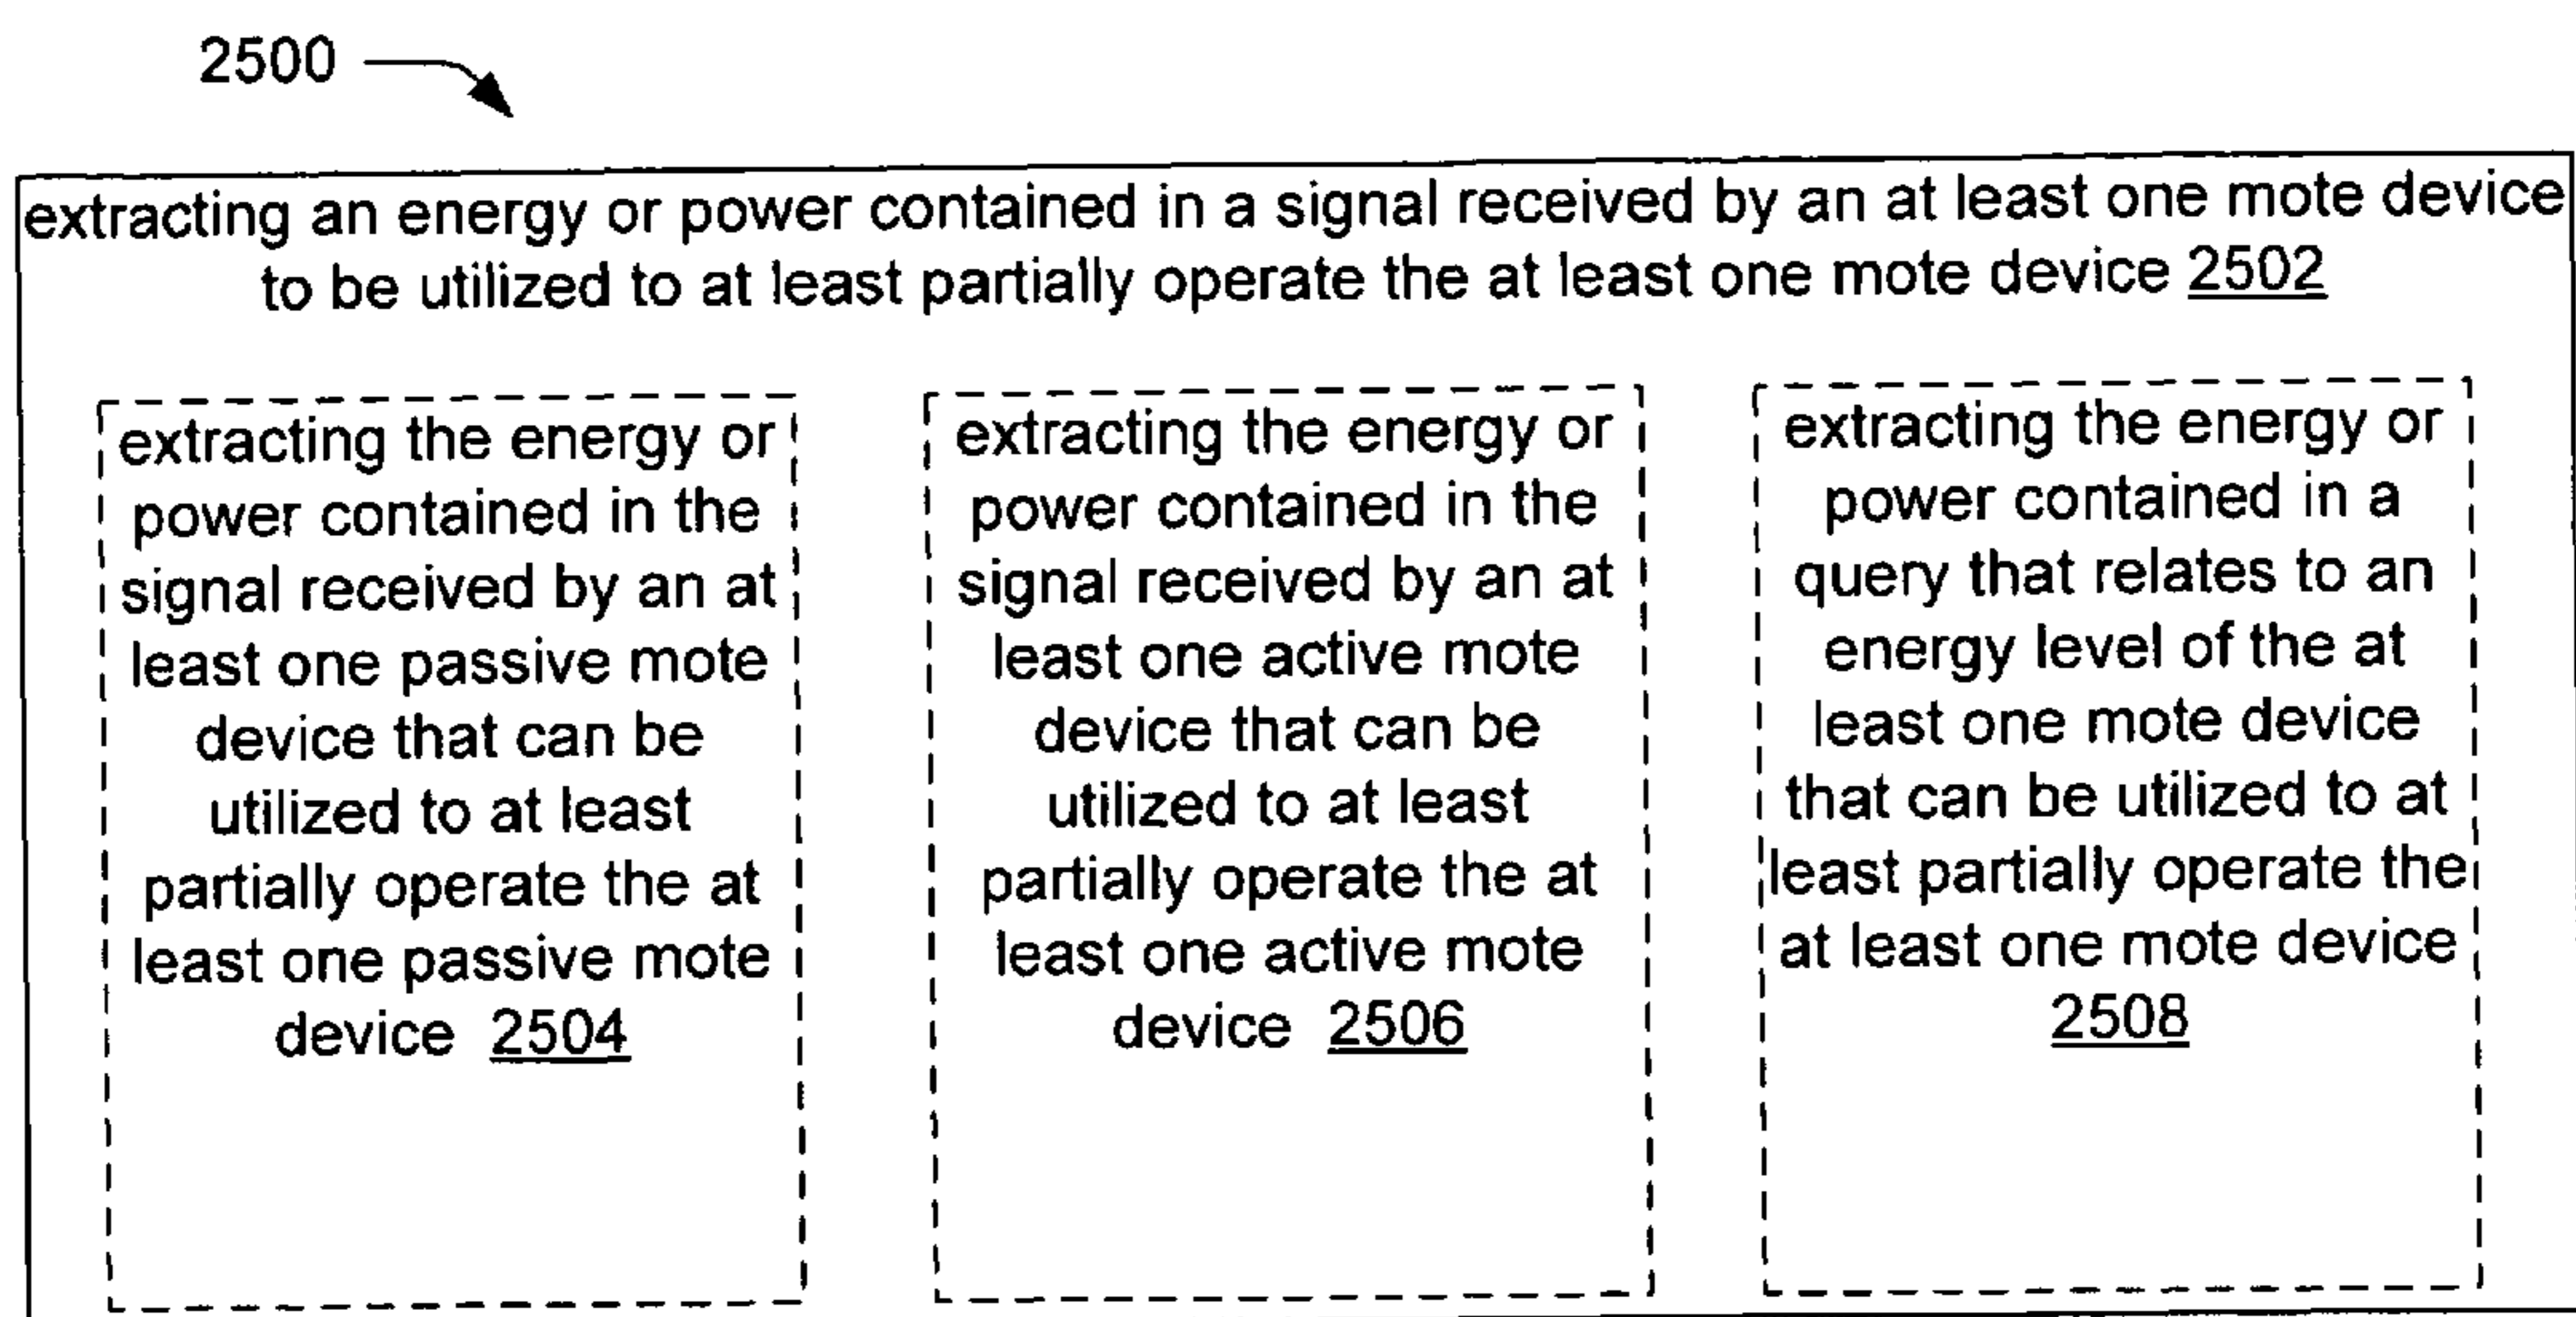 2500
extracting an energy or power contained in a signal received by an at least one mote device
to be utilized to at least partially operate the at least one mote device 2502
extracting the energy or
power contained in the
signal received by an at
least one passive mote
device that can be
utilized to at least
partially operate the at
least one passive mote
device 2504
extracting the energy or
power contained in the
signal received by an at
least one active mote
device that can be
utilized to at least
partially operate the at
least one active mote
device 2506
extracting the energy or
power contained in a
query that relates to an
energy level of the at
least one mote device
that can be utilized to at
least partially operate the
at least one mote device
2508